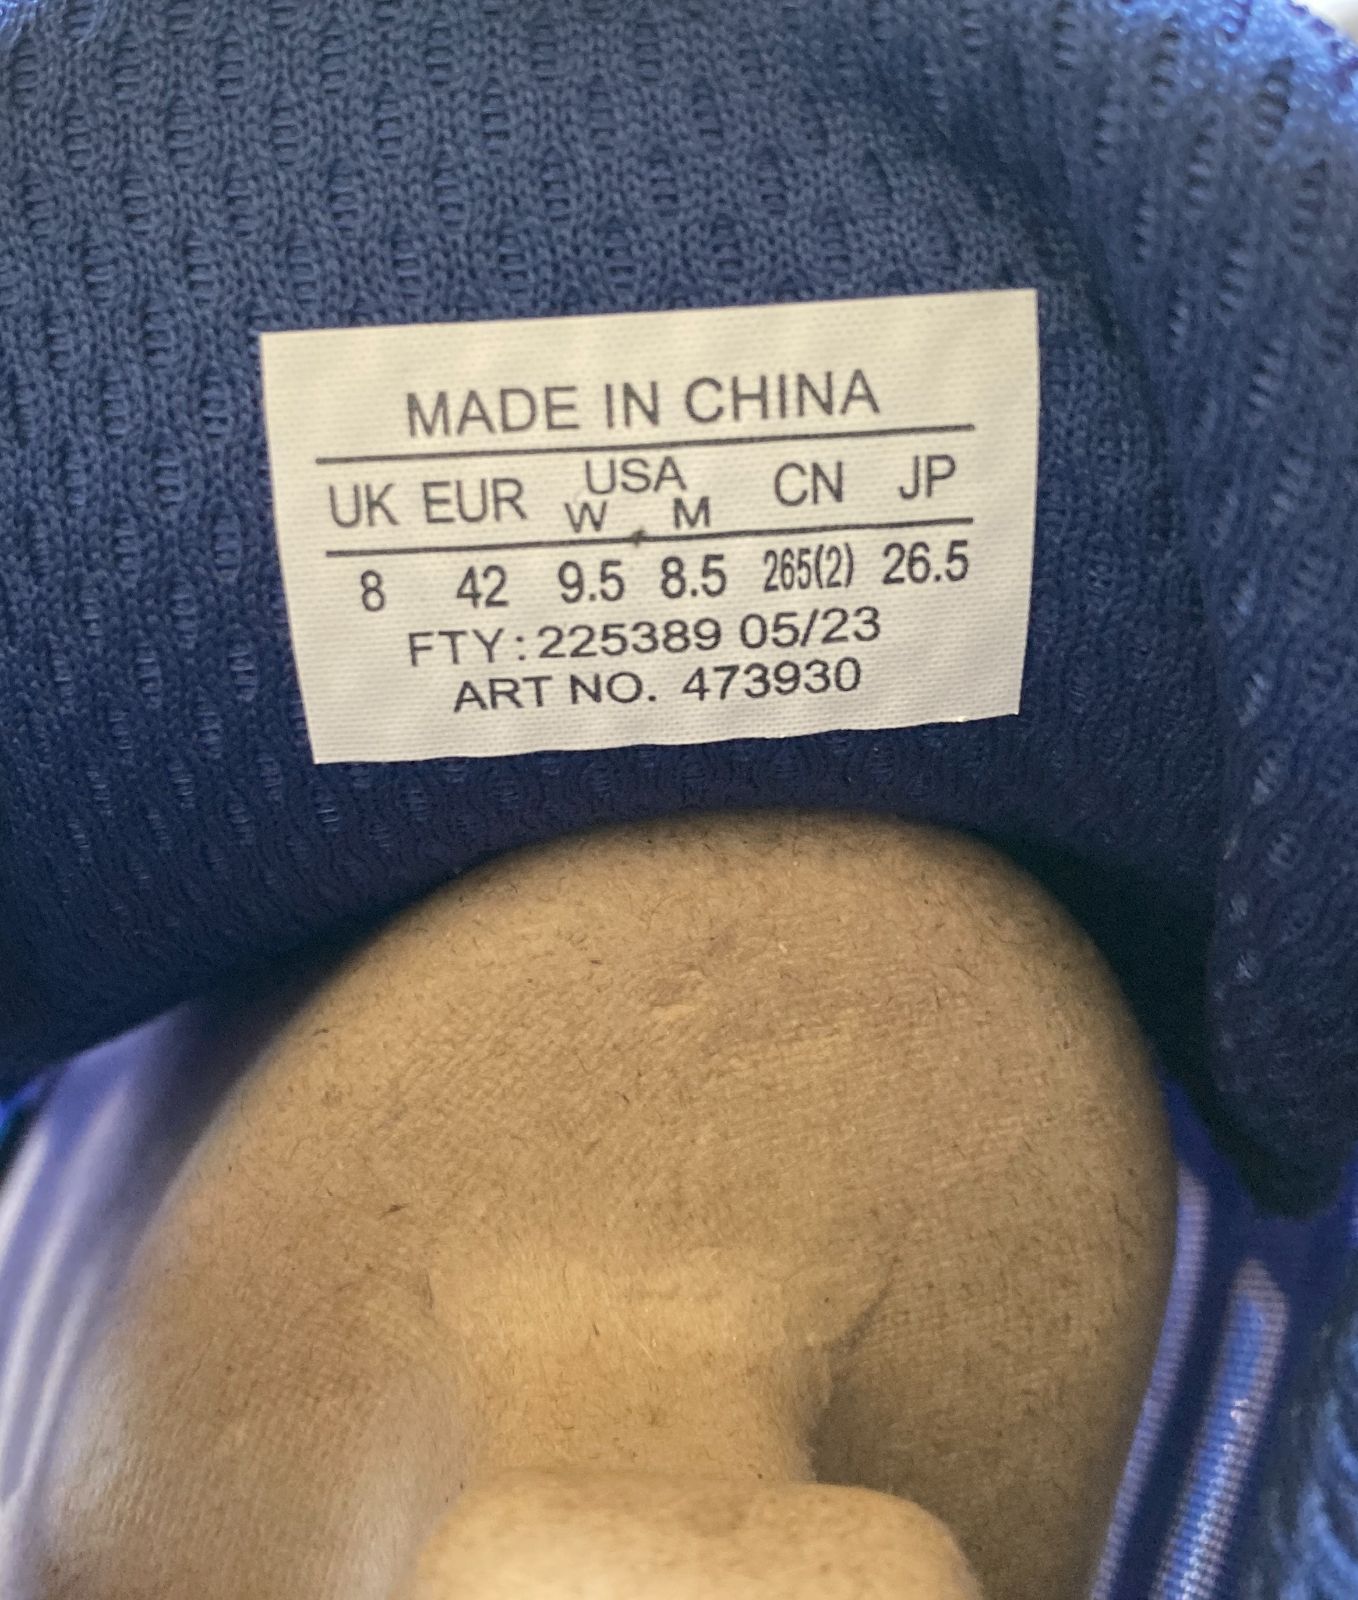 MADE IN CHINA
UK EUR USA CN JP
W M
8 42 9.5 8.5 265(2) 26.5
FTY: 225389 05/23
ART NO. 473930